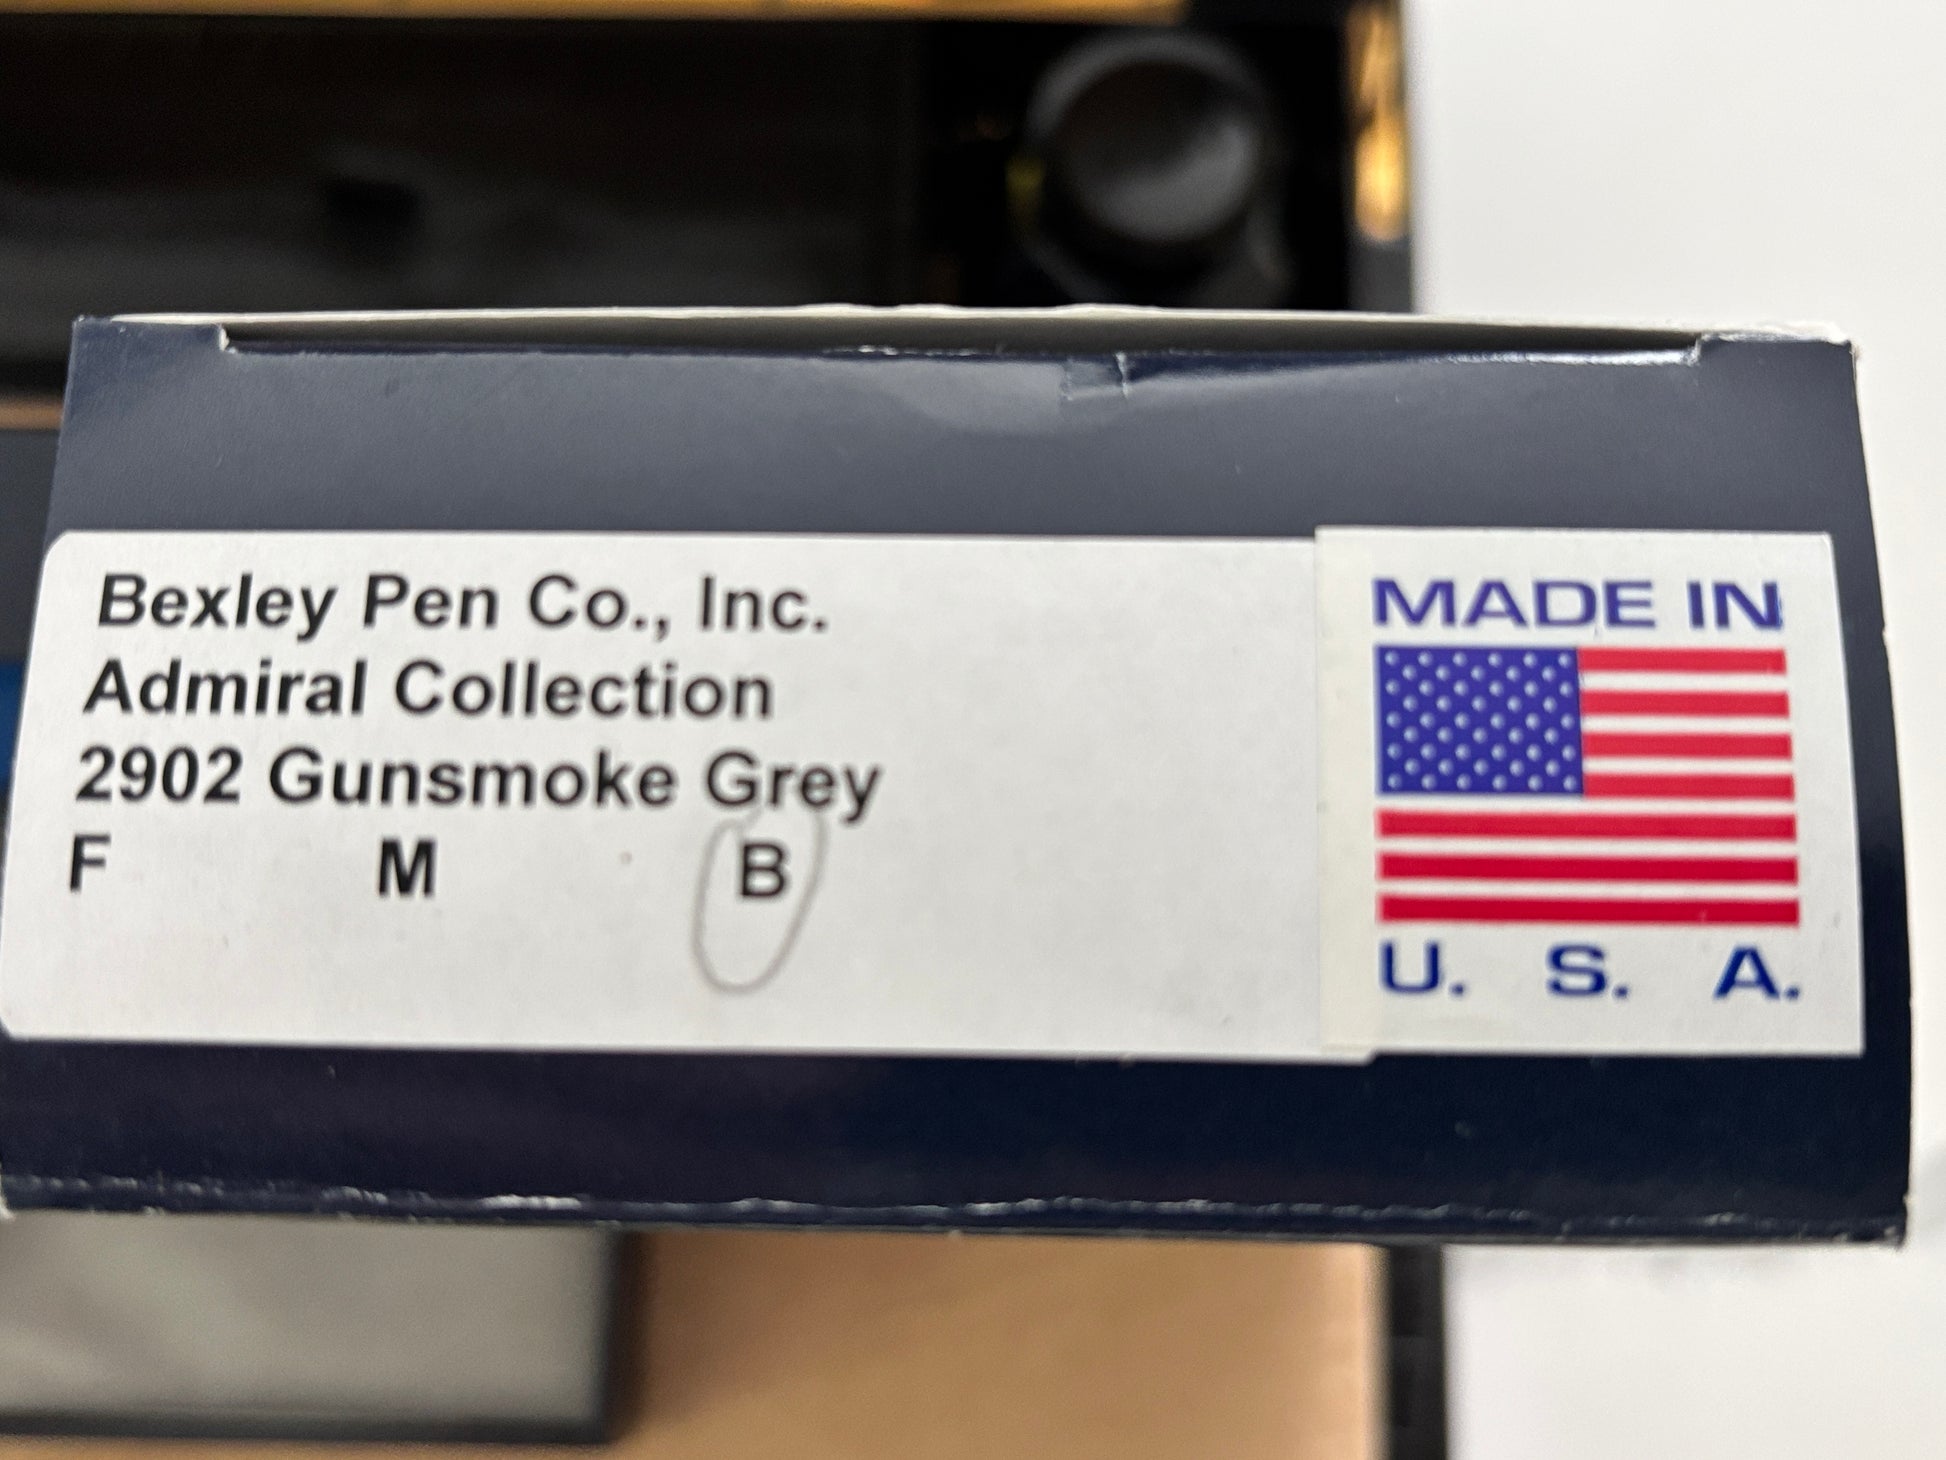 Bexley Pen Co., Inc.
Admiral Collection
2902 Gunsmoke Grey
F M B
MADE IN
U. S. A.